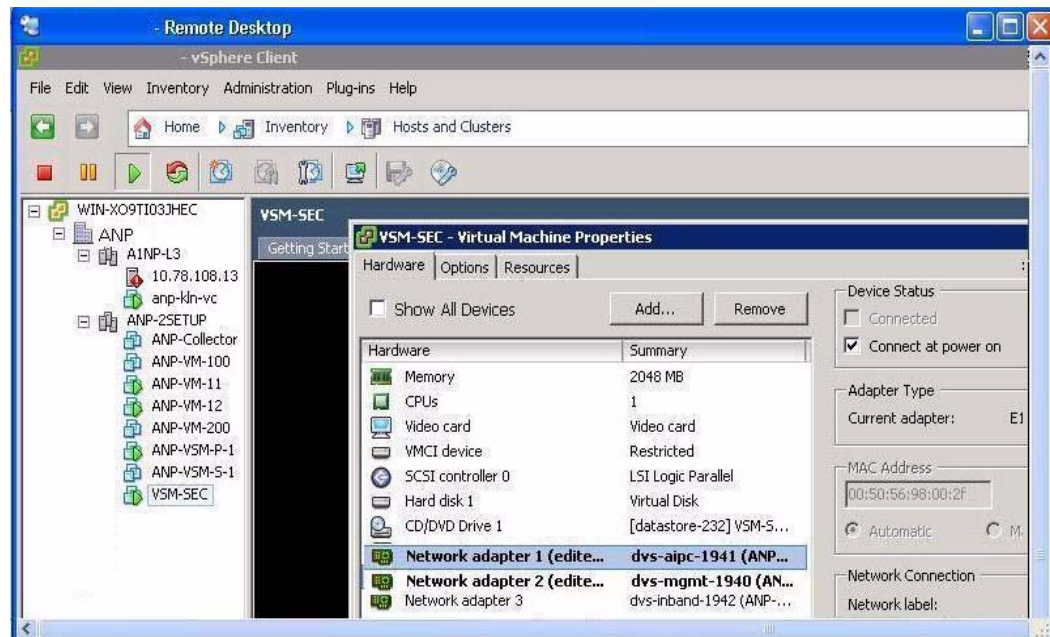 - Remote Desktop
- vSphere Client
File Edit View Inventory Administration Plug-ins Help
Home Inventory Hosts and Clusters
WIN-XO9TI03JHEC
ANP
A1NP-L3
10.78.108.13
anp-kln-vc
ANP-2SETUP
ANP-Collector
ANP-VM-100
ANP-VM-11
ANP-VM-12
ANP-VM-200
ANP-VSM-P-1
ANP-VSM-S-1
VSM-SEC
VSM-SEC
Getting Start
VSM-SEC - Virtual Machine Properties
Hardware Options Resources
Show All Devices Add... Remove
Hardware Summary
Memory 2048 MB
CPUs 1
Video card Video card
VMCI device Restricted
SCSI controller 0 LSI Logic Parallel
Hard disk 1 Virtual Disk
CD/DVD Drive 1 [datastore-232] VSM-S...
Network adapter 1 (edite... dvs-aipc-1941 (ANP...
Network adapter 2 (edite... dvs-mgmt-1940 (AN...
Network adapter 3 dvs-inband-1942 (ANP-...
Device Status
Connected
Connect at power on
Adapter Type
Current adapter: E1
MAC Address
00:50:56:98:00:2f
Automatic M
Network Connection
Network label: